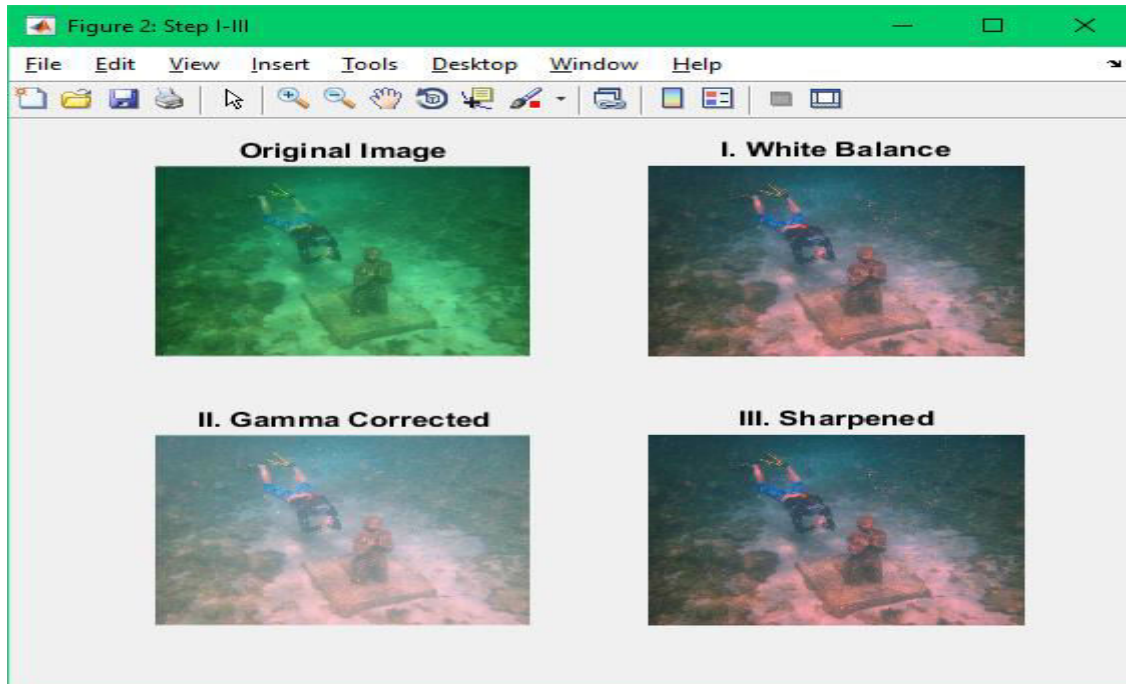 Figure 2: Step I-III
File Edit View Insert Tools Desktop Window Help
Original Image
I. White Balance
II. Gamma Corrected
III. Sharpened